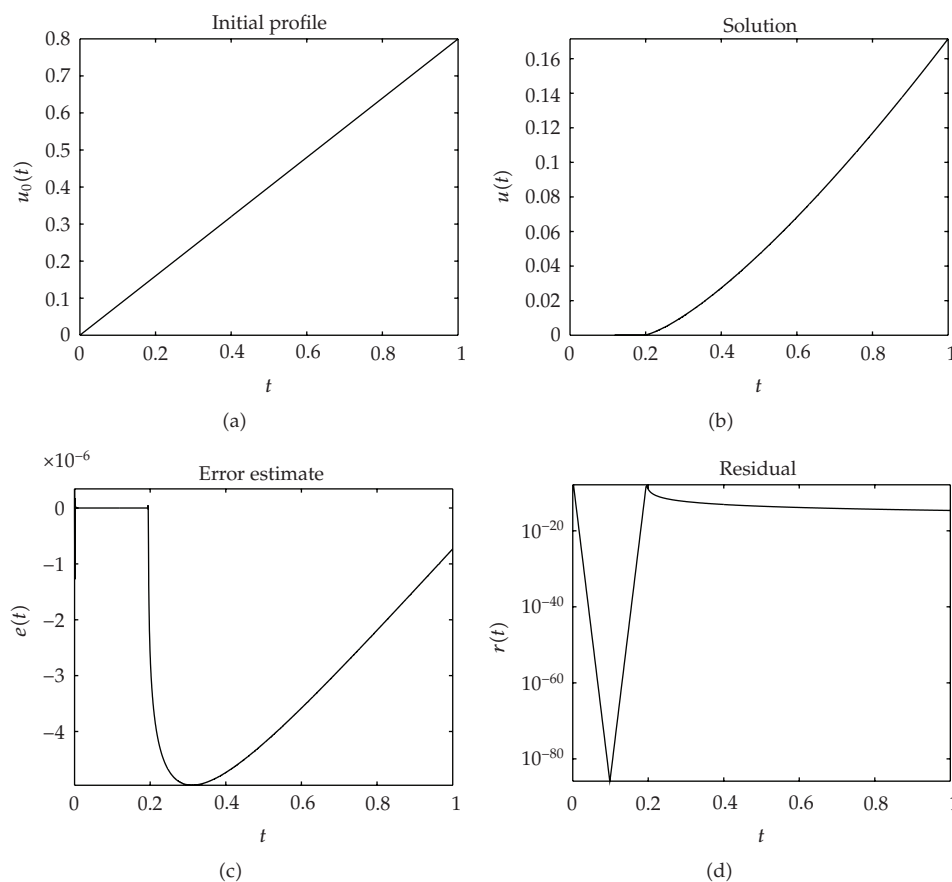 Initial profile
0.8
0.7
0.6
0.5
0.4
0.3
0.2
0.1
0
u₀(t)
0 0.2 0.4 0.6 0.8 1
t
(a)
Solution
0.16
0.14
0.12
0.1
0.08
0.06
0.04
0.02
0
u(t)
0 0.2 0.4 0.6 0.8 1
t
(b)
×10⁻⁶
Error estimate
0
−1
−2
−3
−4
e(t)
0 0.2 0.4 0.6 0.8 1
t
(c)
Residual
10⁻²⁰
10⁻⁴⁰
10⁻⁶⁰
10⁻⁸⁰
r(t)
0 0.2 0.4 0.6 0.8 1
t
(d)